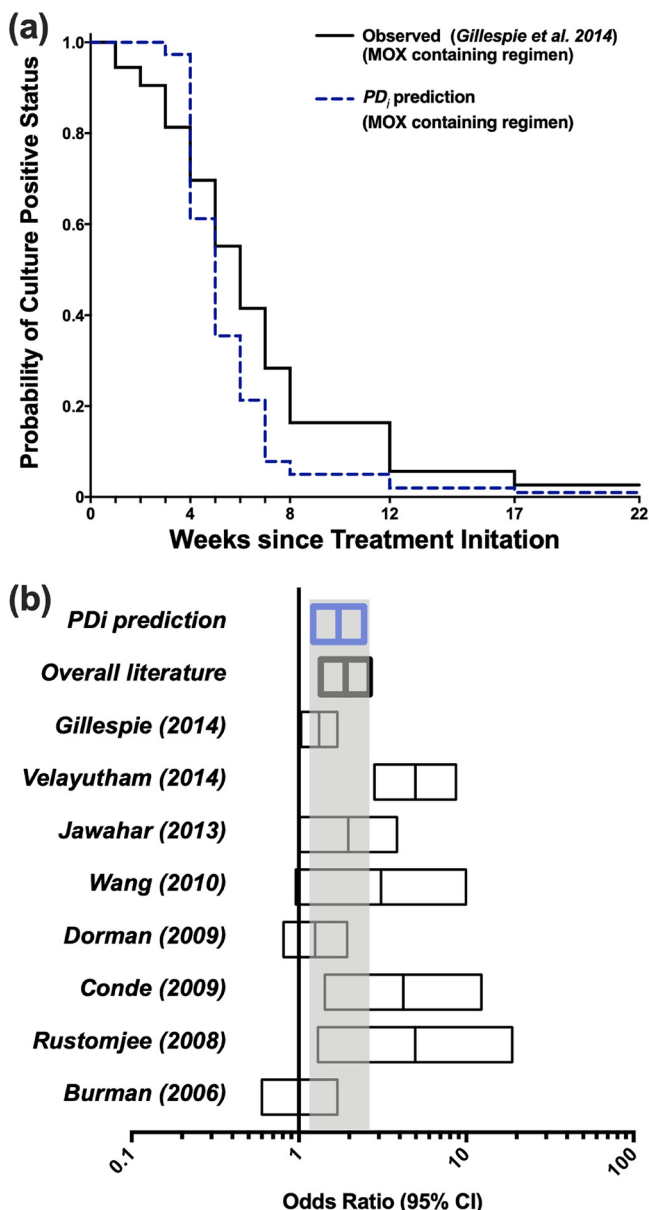 (a)
Observed (Gillespie et al. 2014)
(MOX containing regimen)
PDi prediction
(MOX containing regimen)
Probability of Culture Positive Status
1.0
0.8
0.6
0.4
0.2
0
0 4 8 12 17 22
Weeks since Treatment Initation
(b)
PDi prediction
Overall literature
Gillespie (2014)
Velayutham (2014)
Jawahar (2013)
Wang (2010)
Dorman (2009)
Conde (2009)
Rustomjee (2008)
Burman (2006)
0.1 1 10 100
Odds Ratio (95% CI)